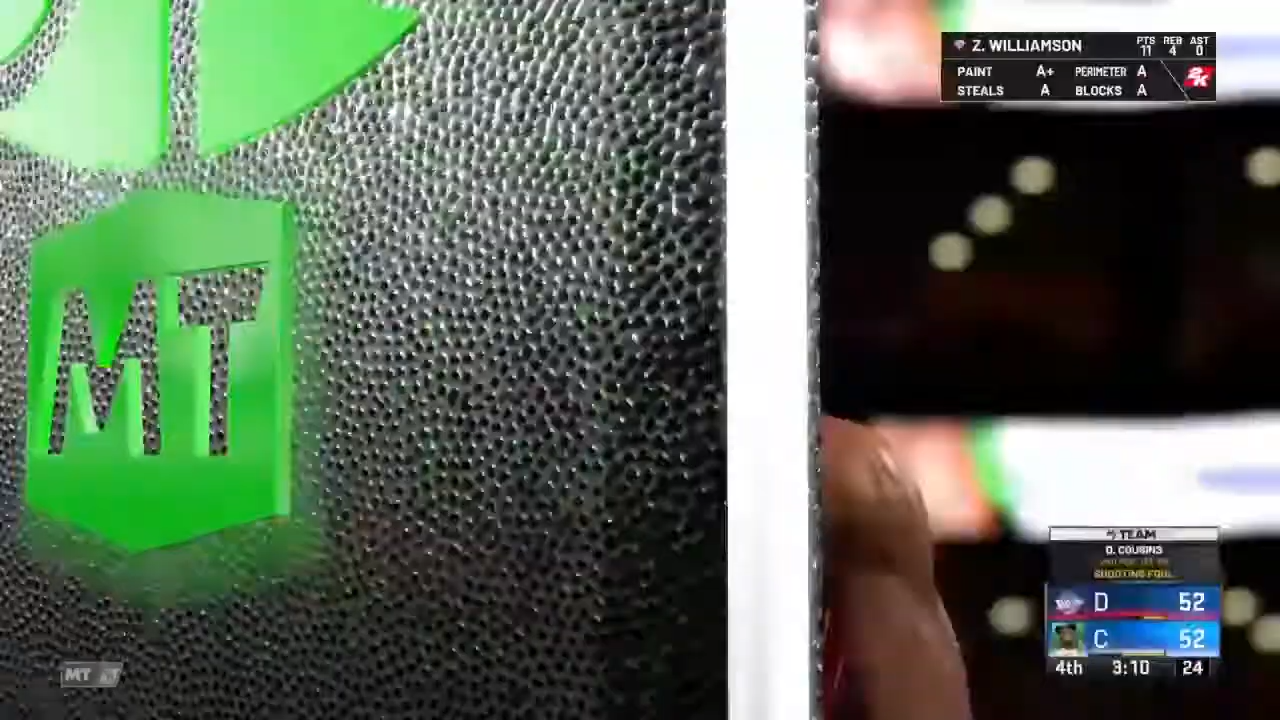 Z. WILLIAMSON
PTS REB AST
11 4 0
PAINT A+ PERIMETER A
STEALS A BLOCKS A
2K
MT
TEAM
D. COUSINS
SHOOTING FOUL
D 52
C 52
4th 3:10 24
MT